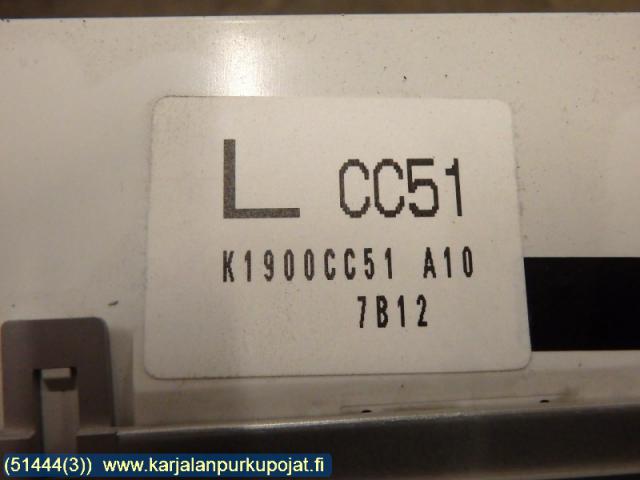 L CC51
K1900CC51 A10
7B12
(51444(3)) www.karjalanpurkupojat.fi